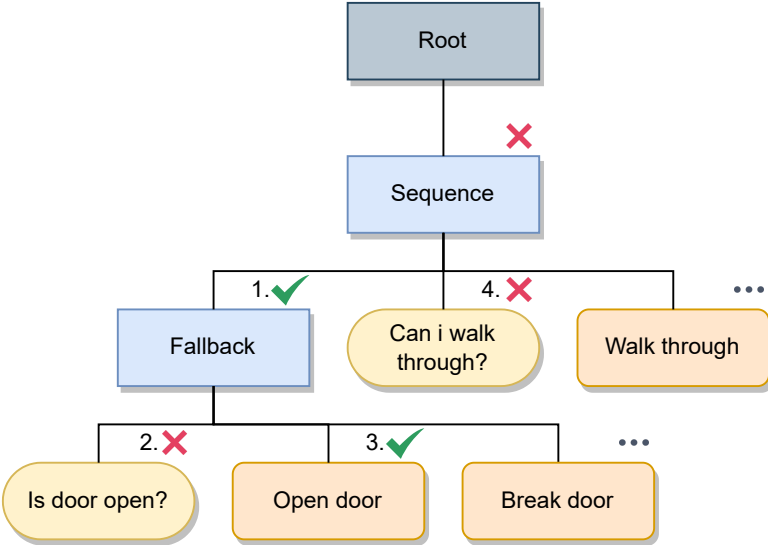 Root
Sequence
1.
4.
Fallback
Can i walk
through?
Walk through
2.
3.
Is door open?
Open door
Break door